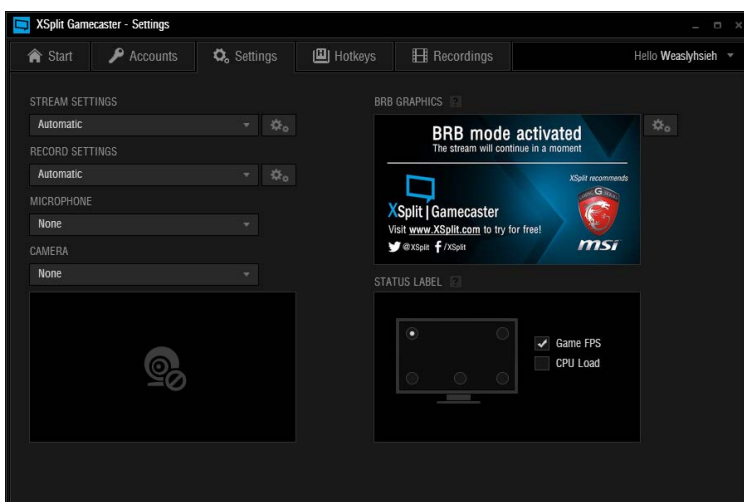 XSplit Gamecaster - Settings
Start
Accounts
Settings
Hotkeys
Recordings
Hello Weaslyhsieh
STREAM SETTINGS
Automatic
RECORD SETTINGS
Automatic
MICROPHONE
None
CAMERA
None
BRB GRAPHICS ?
BRB mode activated
The stream will continue in a moment
XSplit | Gamecaster
Visit www.XSplit.com to try for free!
@XSplit f /XSplit
XSplit recommends
GAMING G SERIES
msi
STATUS LABEL ?
Game FPS
CPU Load